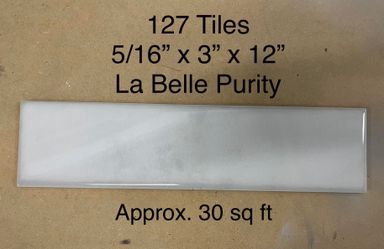 127 Tiles
5/16” x 3” x 12”
La Belle Purity
Approx. 30 sq ft